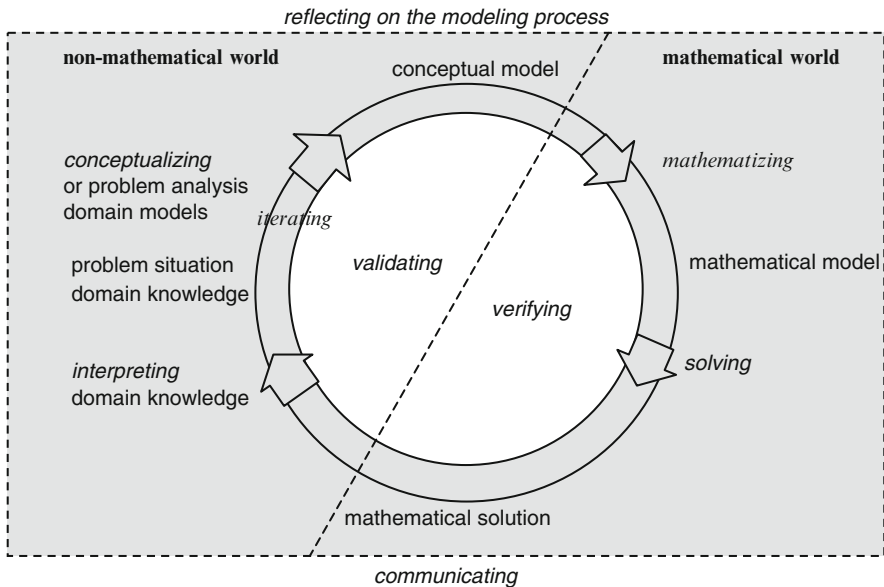 reflecting on the modeling process
non-mathematical world
mathematical world
conceptual model
conceptualizing
or problem analysis
domain models
mathematizing
iterating
problem situation
domain knowledge
validating
mathematical model
verifying
interpreting
domain knowledge
solving
mathematical solution
communicating